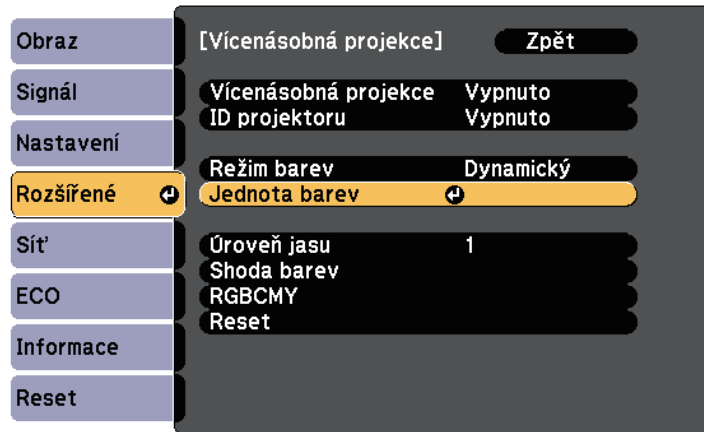 Obraz
Signál
Nastavení
Rozšířené
Síť
ECO
Informace
Reset
[Vícenásobná projekce] Zpět
Vícenásobná projekce Vypnuto
ID projektoru Vypnuto
Režim barev Dynamický
Jednota barev
Úroveň jasu 1
Shoda barev
RGBCMY
Reset